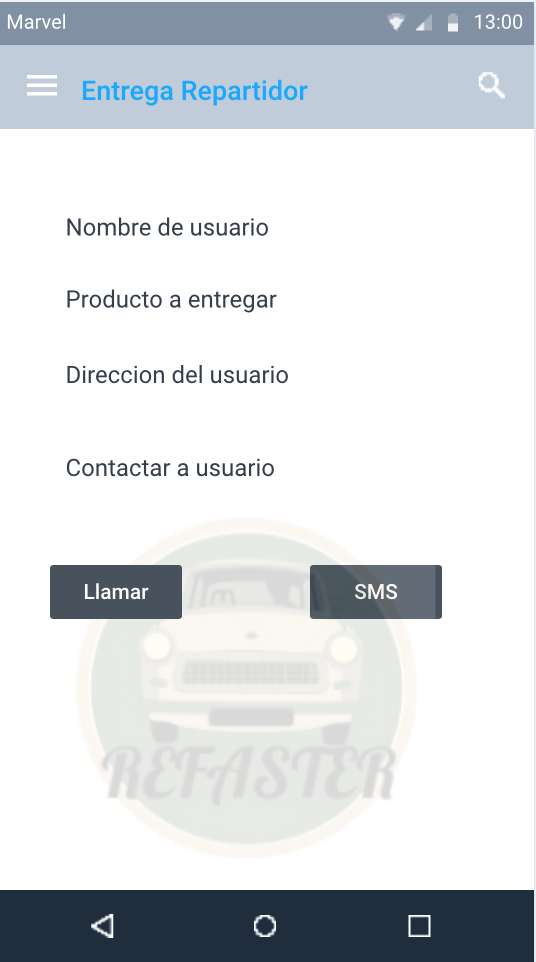 Marvel 13:00
Entrega Repartidor
Nombre de usuario
Producto a entregar
Direccion del usuario
Contactar a usuario
Llamar SMS
REFASTER